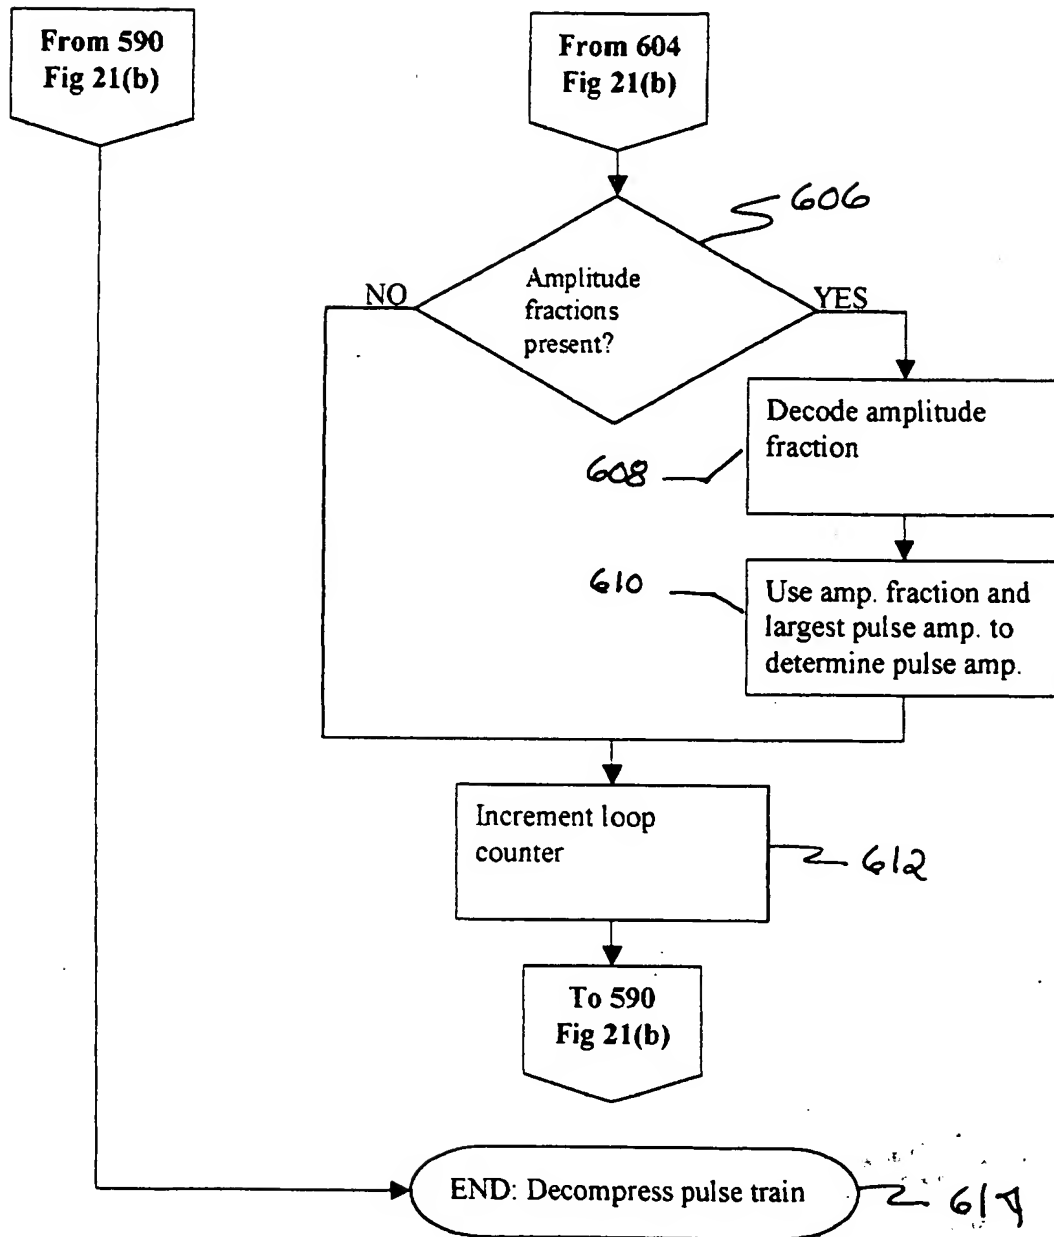 From 590
Fig 21(b)
From 604
Fig 21(b)
606
Amplitude
fractions
present?
NO
YES
Decode amplitude
fraction
608
610
Use amp. fraction and
largest pulse amp. to
determine pulse amp.
Increment loop
counter
612
To 590
Fig 21(b)
END: Decompress pulse train
614